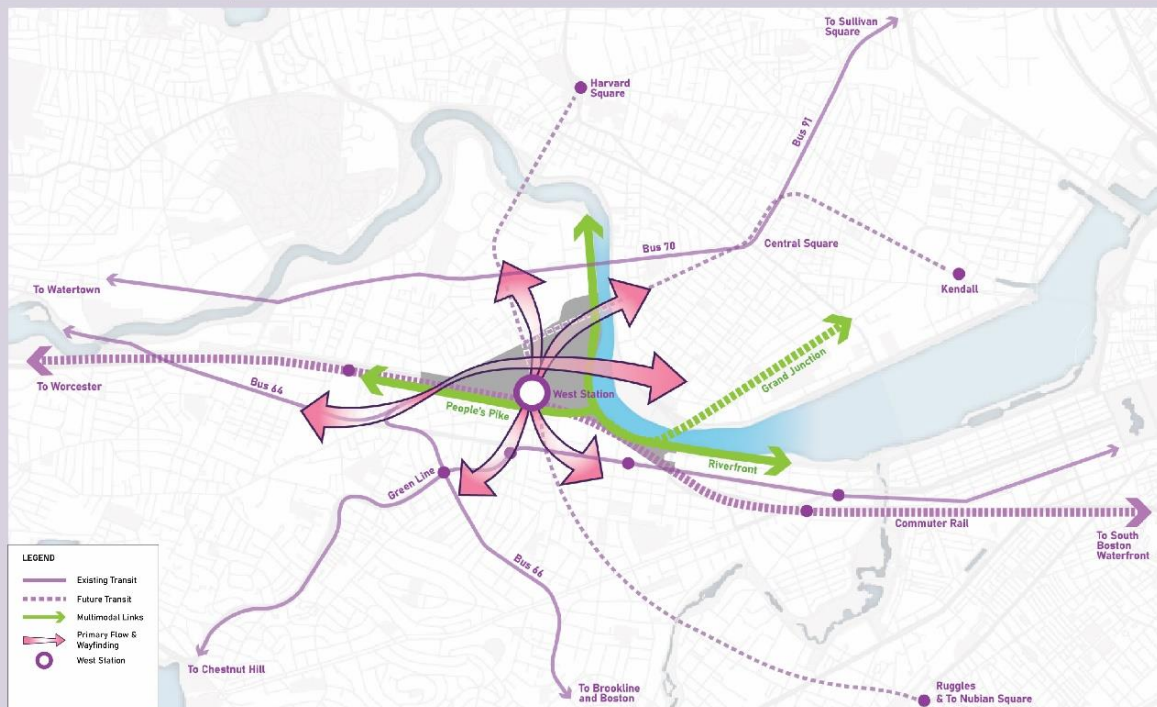 To Sullivan
Square
Harvard
Square
Bus 91
Bus 70
Central Square
To Watertown
Kendall
To Worcester
Bus 64
West Station
People's Pike
Grand Junction
Riverfront
Green Line
Commuter Rail
To South
Boston
Waterfront
Bus 66
To Chestnut Hill
To Brookline
and Boston
Ruggles
& To Nubian Square
LEGEND
Existing Transit
Future Transit
Multimodal Links
Primary Flow &
Wayfinding
West Station